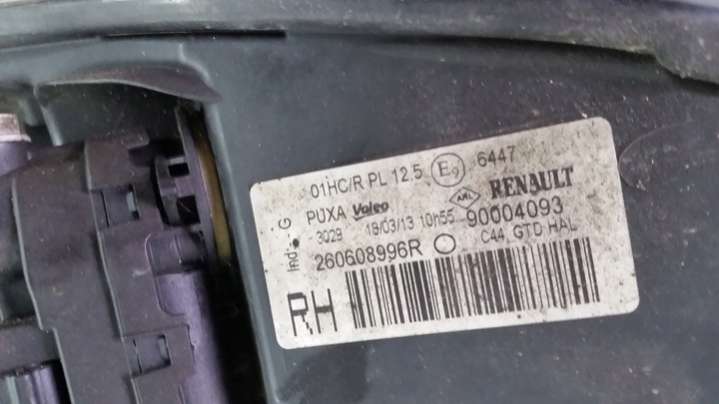 01HC/R PL 12.5 E9 6447
Ind: G PUXA Valeo RENAULT
3029 19/03/13 10h55 90004093
260608996R C44 GTD HAL
RH